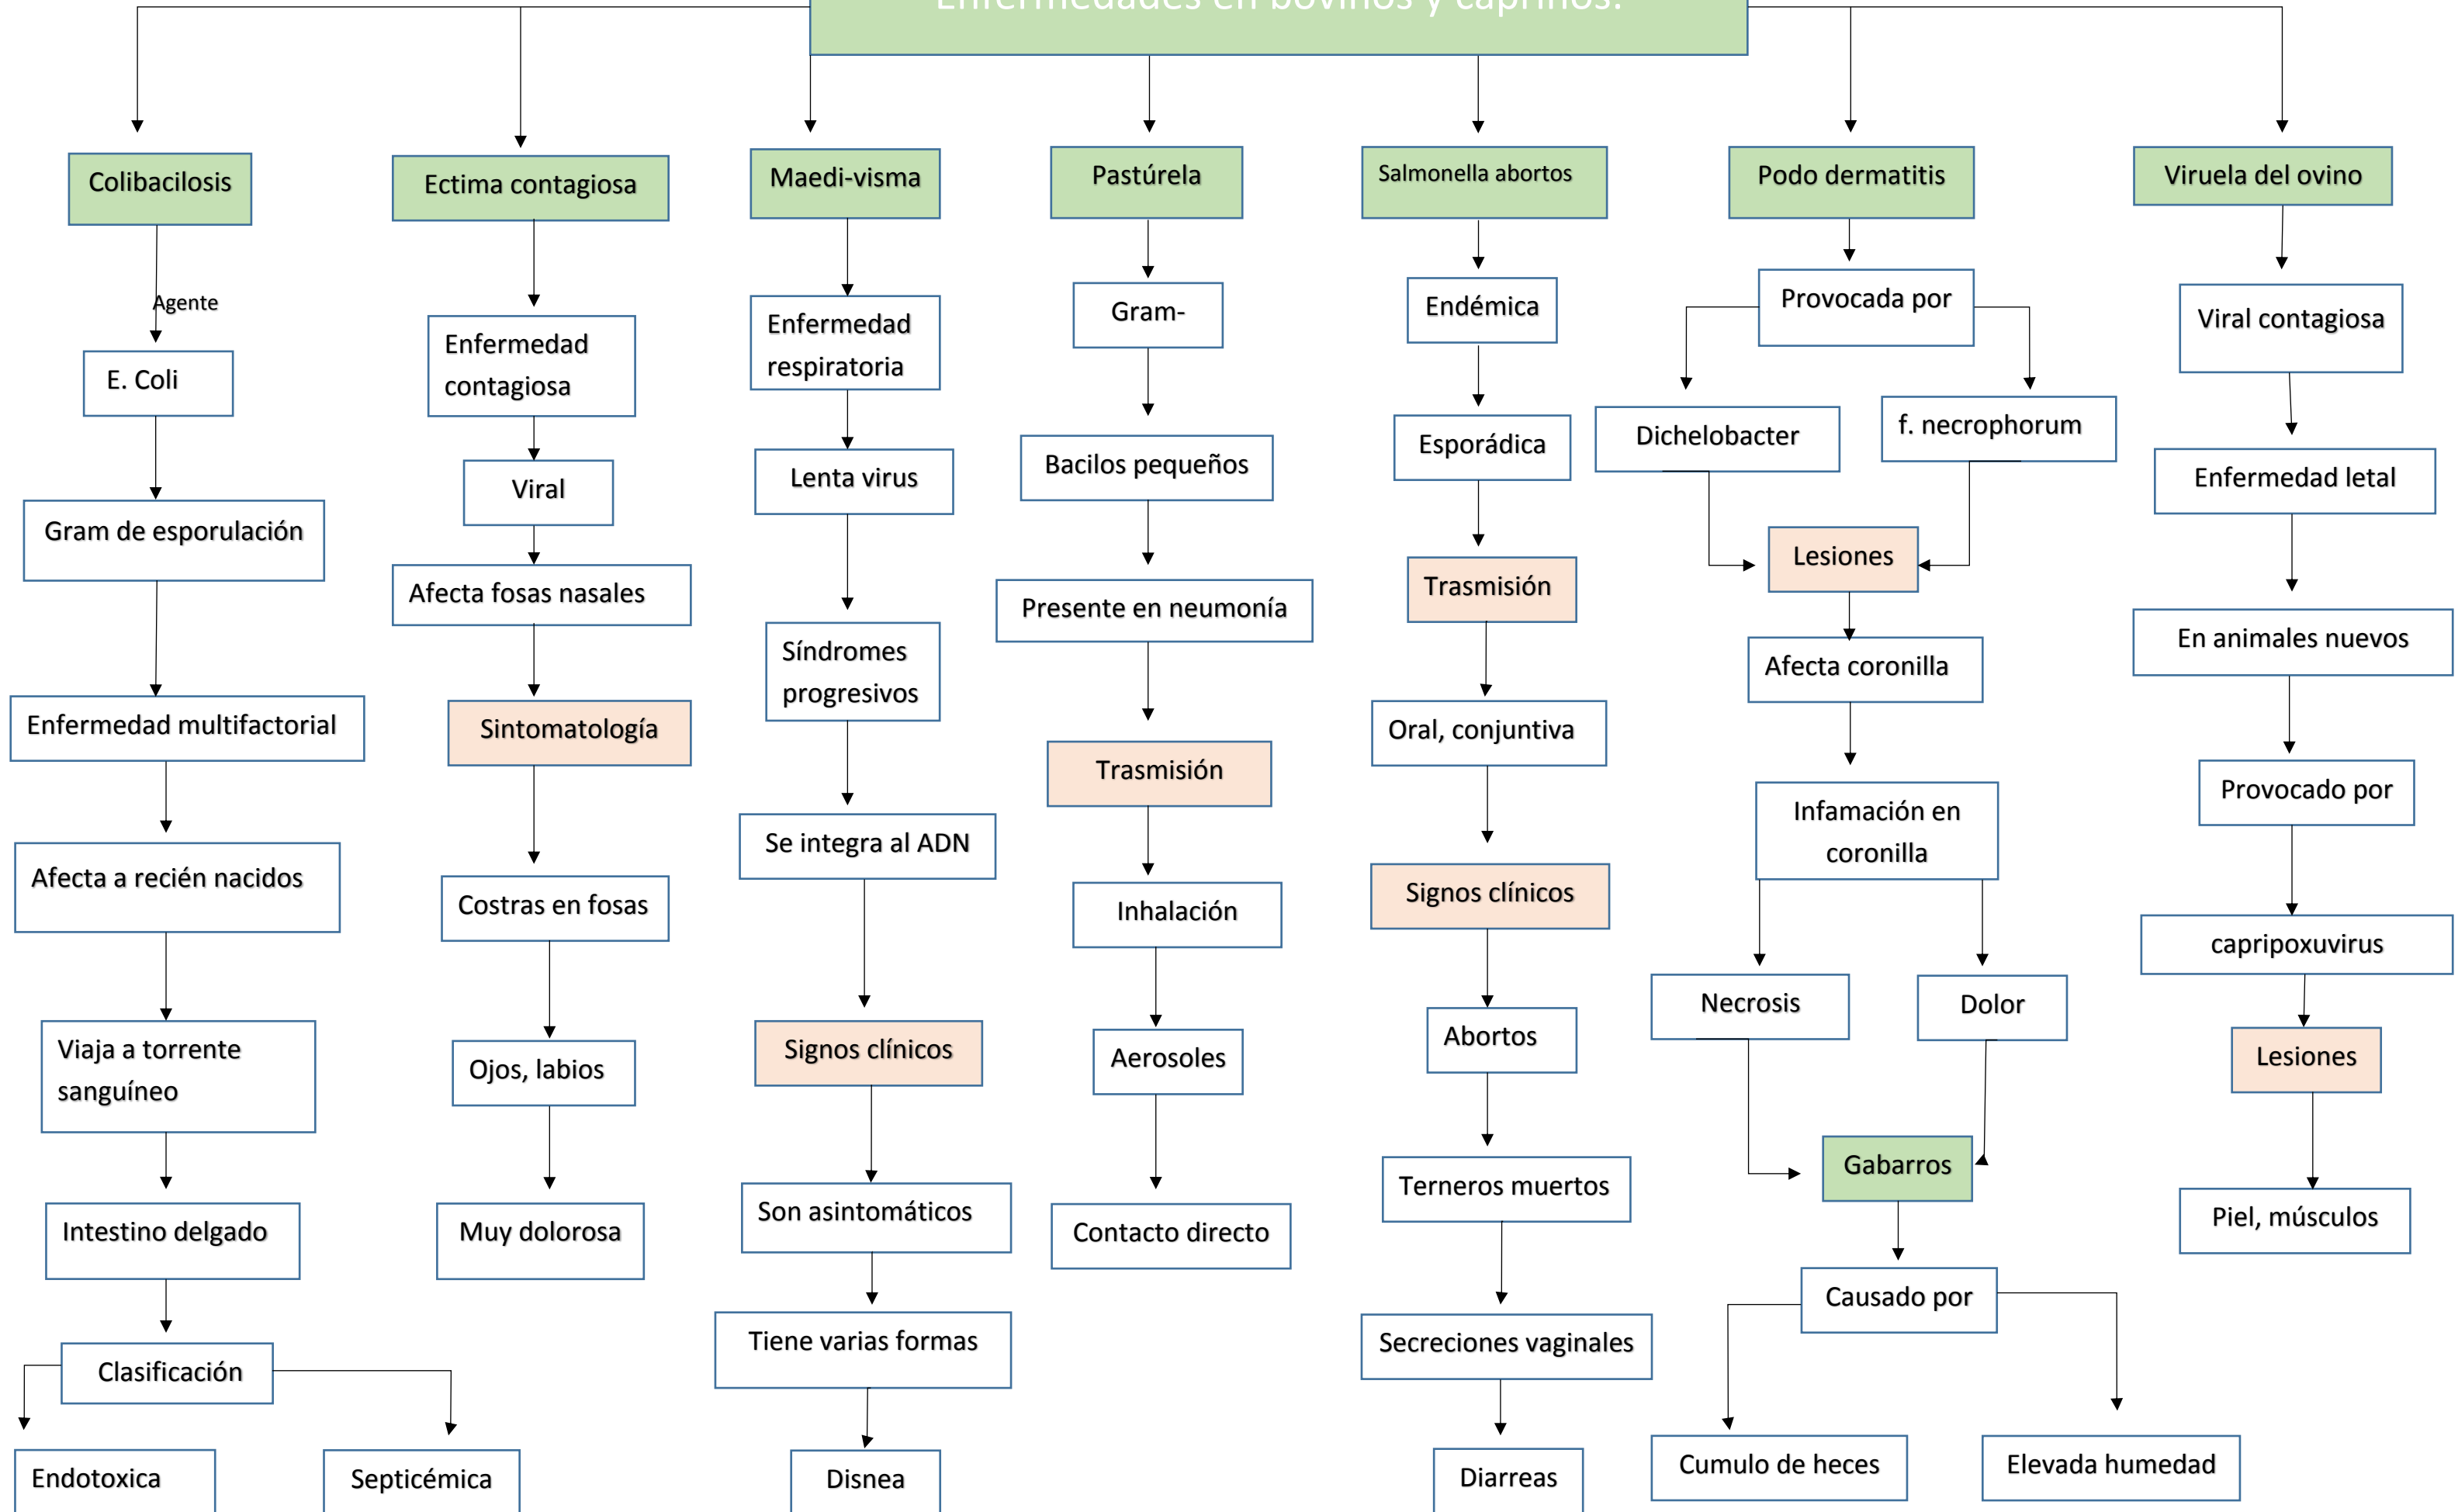 Enfermedades en bovinos y caprinos.
Colibacilosis
Agente
E. Coli
Gram de esporulación
Enfermedad multifactorial
Afecta a recién nacidos
Viaja a torrente
sanguíneo
Intestino delgado
Clasificación
Endotoxica
Septicémica
Ectima contagiosa
Enfermedad
contagiosa
Viral
Afecta fosas nasales
Sintomatología
Costras en fosas
Ojos, labios
Muy dolorosa
Maedi-visma
Enfermedad
respiratoria
Lenta virus
Síndromes
progresivos
Se integra al ADN
Signos clínicos
Son asintomáticos
Tiene varias formas
Disnea
Pastúrela
Gram-
Bacilos pequeños
Presente en neumonía
Trasmisión
Inhalación
Aerosoles
Contacto directo
Salmonella abortos
Endémica
Esporádica
Trasmisión
Oral, conjuntiva
Signos clínicos
Abortos
Terneros muertos
Secreciones vaginales
Diarreas
Podo dermatitis
Provocada por
Dichelobacter
f. necrophorum
Lesiones
Afecta coronilla
Infamación en
coronilla
Necrosis
Dolor
Gabarros
Causado por
Cumulo de heces
Elevada humedad
Viruela del ovino
Viral contagiosa
Enfermedad letal
En animales nuevos
Provocado por
capripoxuvirus
Lesiones
Piel, músculos